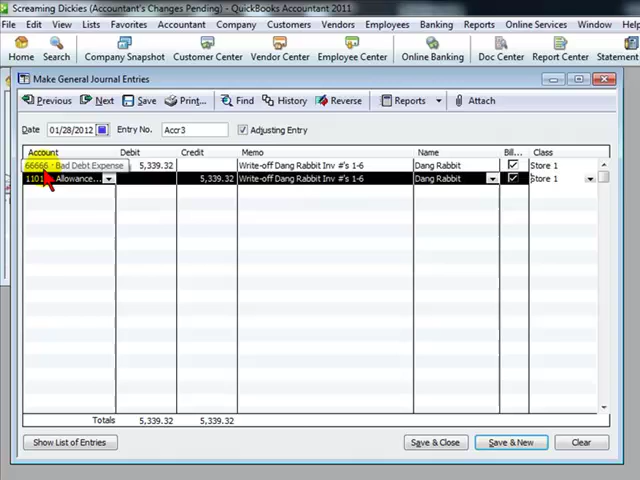 Screaming Dickies (Accountant's Changes Pending) - QuickBooks Accountant 2011
File Edit View Lists Favorites Accountant Company Customers Vendors Employees Banking Reports Online Services Window Help
Home Search Company Snapshot Customer Center Vendor Center Employee Center Online Banking Doc Center Report Center Statement
Make General Journal Entries
Previous Next Save Print... Find History Reverse Reports Attach
Date 01/28/2012 Entry No. Accr3 Adjusting Entry
Account Debit Credit Memo Name Bill... Class
66666 · Bad Debt Expense 5,339.32 Write-off Dang Rabbit Inv #'s 1-6 Dang Rabbit Store 1
Allowance... 5,339.32 Write-off Dang Rabbit Inv #'s 1-6 Dang Rabbit Store 1
Totals 5,339.32 5,339.32
Show List of Entries Save & Close Save & New Clear